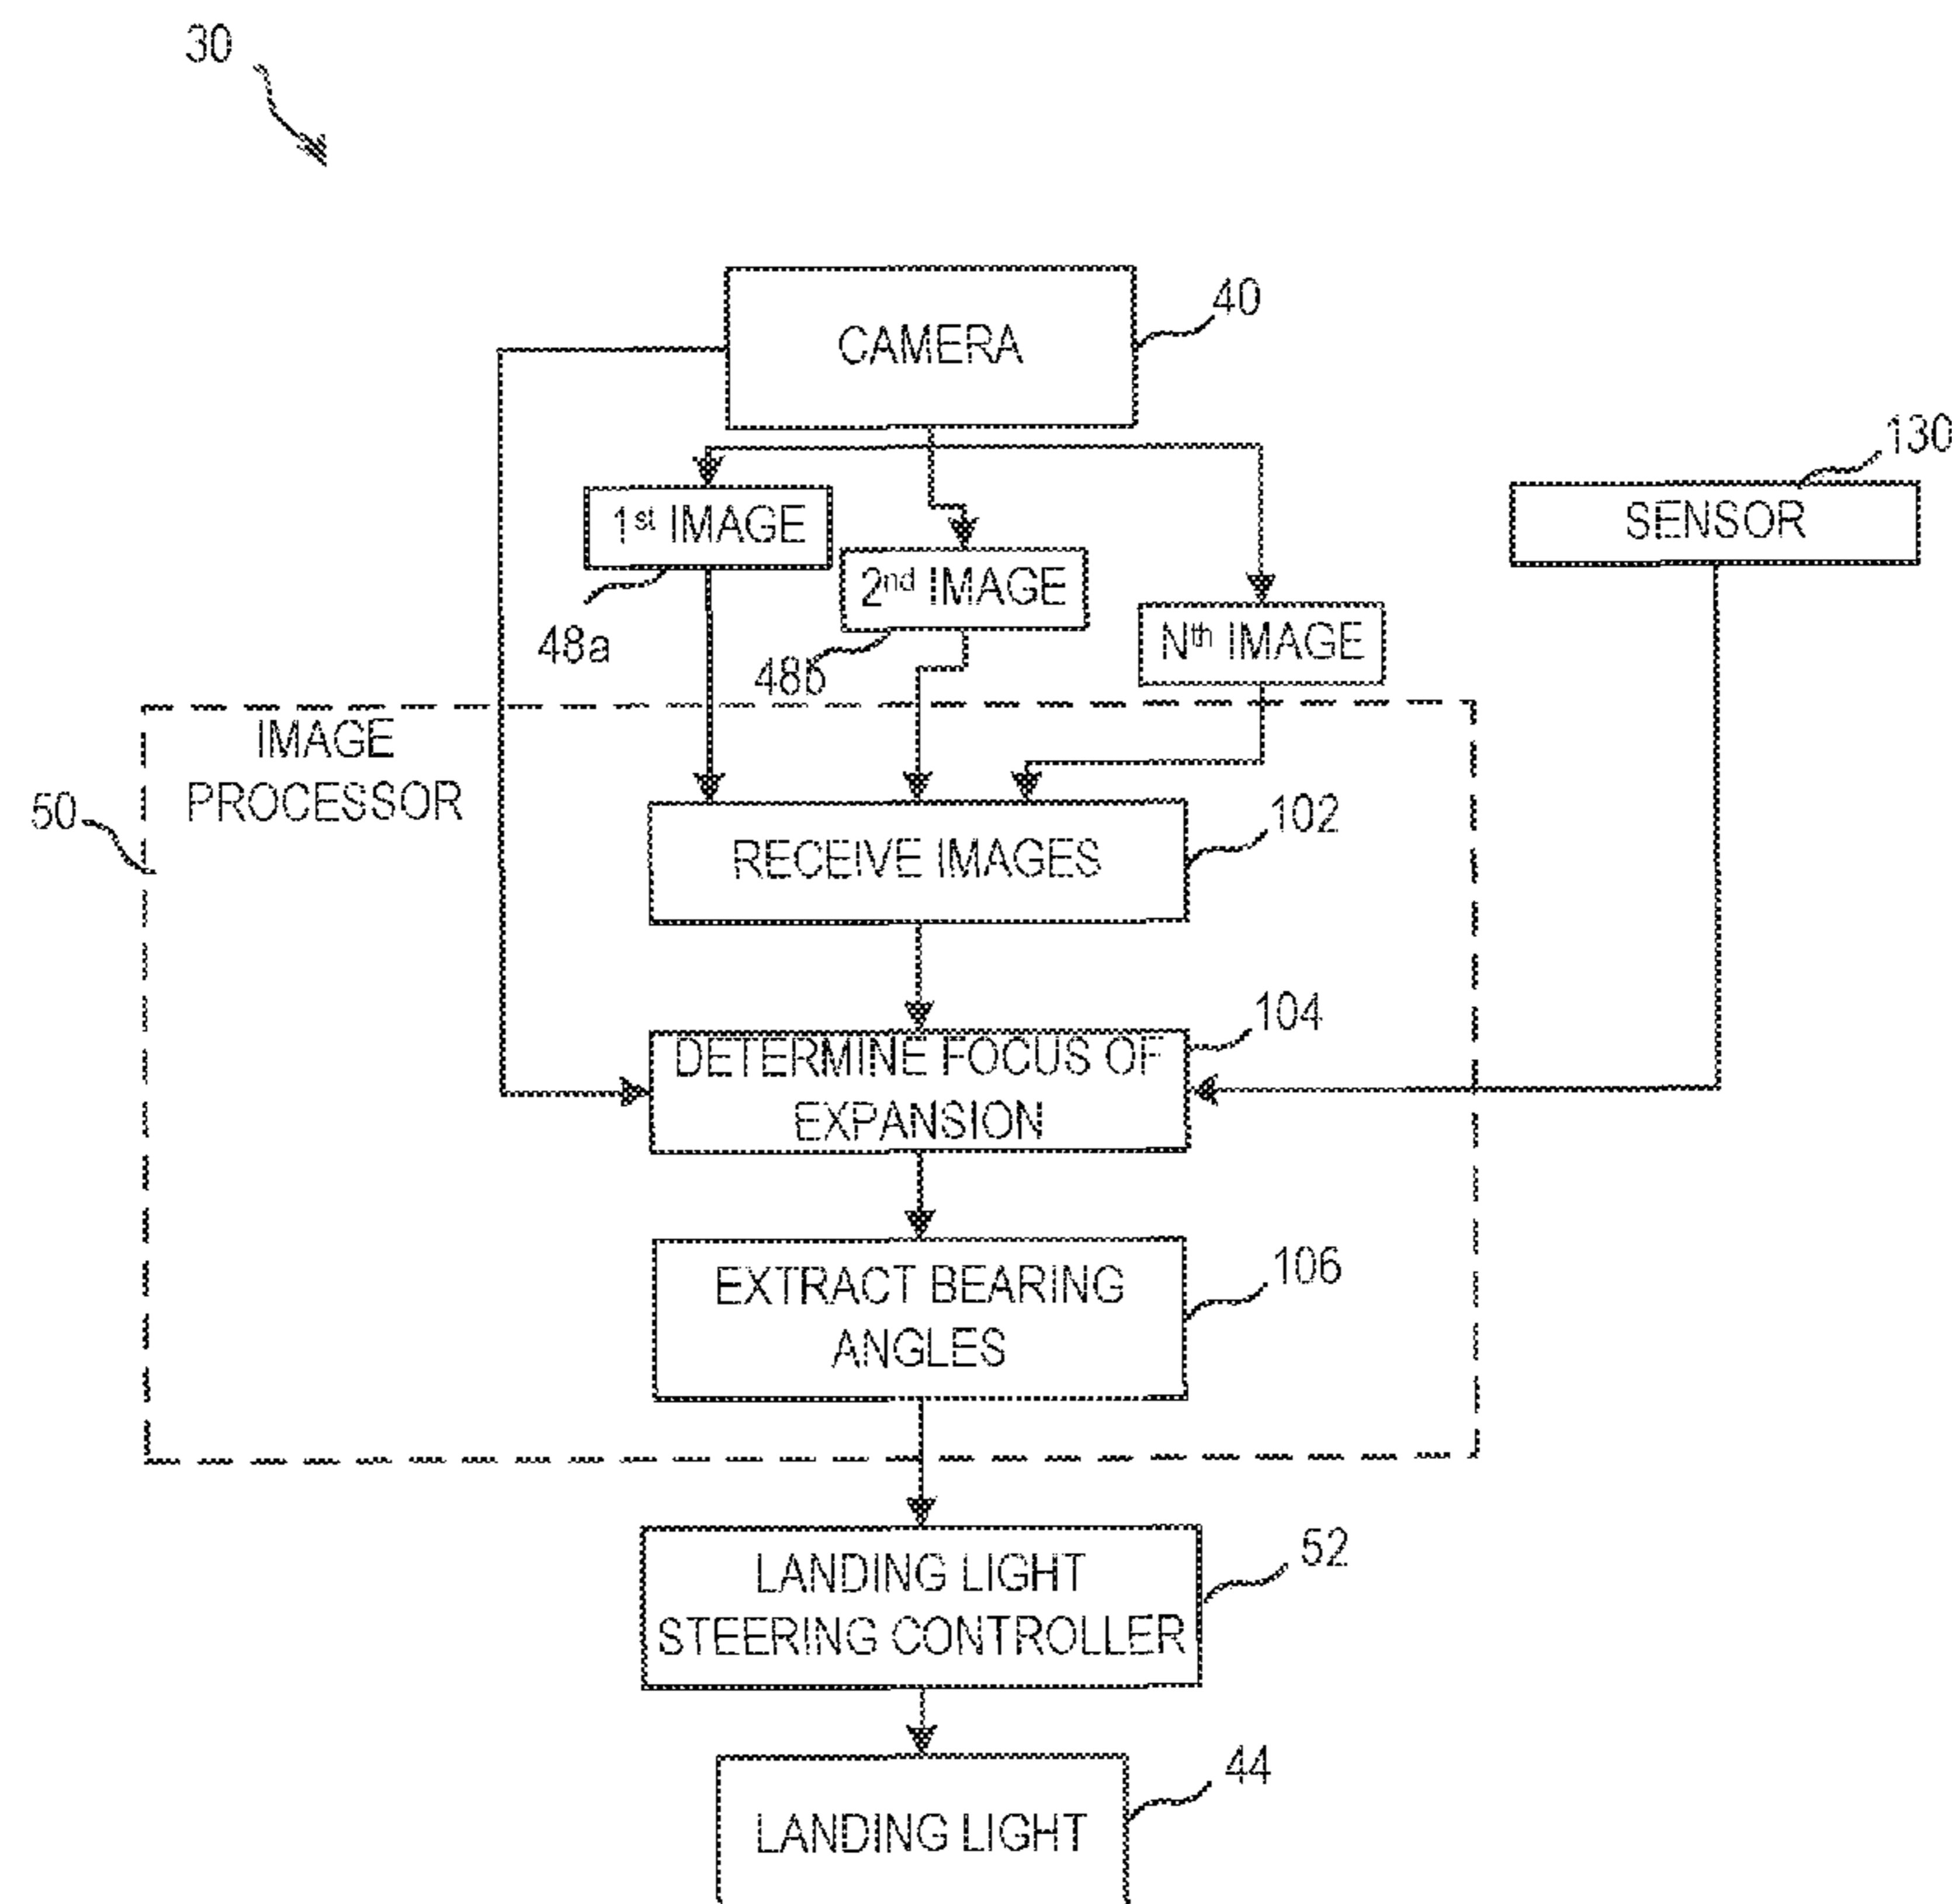 30
CAMERA
40
130
1st IMAGE
SENSOR
2nd IMAGE
48a
Nth IMAGE
48b
IMAGE
PROCESSOR
50
RECEIVE IMAGES
102
DETERMINE FOCUS OF
EXPANSION
104
EXTRACT BEARING
ANGLES
106
LANDING LIGHT
STEERING CONTROLLER
52
LANDING LIGHT
44